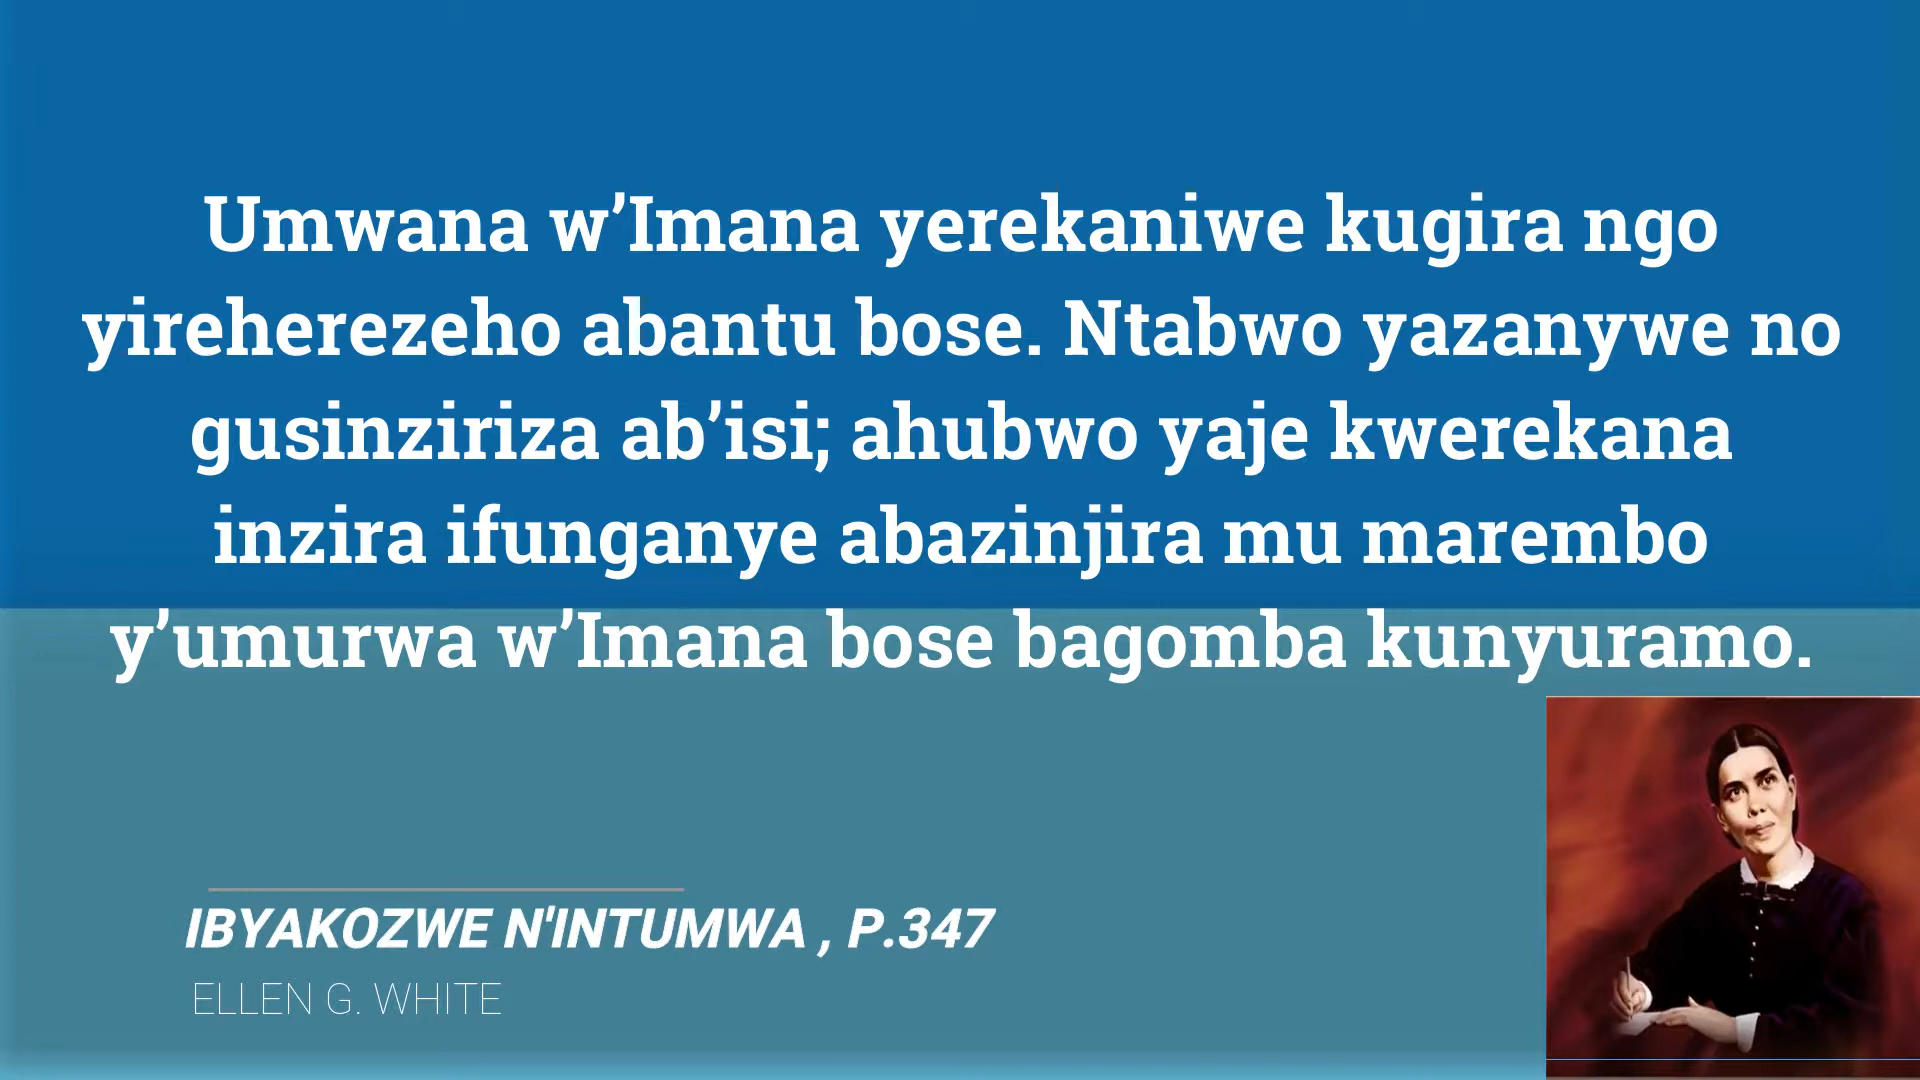 Umwana w’Imana yerekaniwe kugira ngo
yireherezeho abantu bose. Ntabwo yazanywe no
gusinziriza ab’isi; ahubwo yaje kwerekana
inzira ifunganye abazinjira mu marembo
y’umurwa w’Imana bose bagomba kunyuramo.
IBYAKOZWE N'INTUMWA , P.347
ELLEN G. WHITE